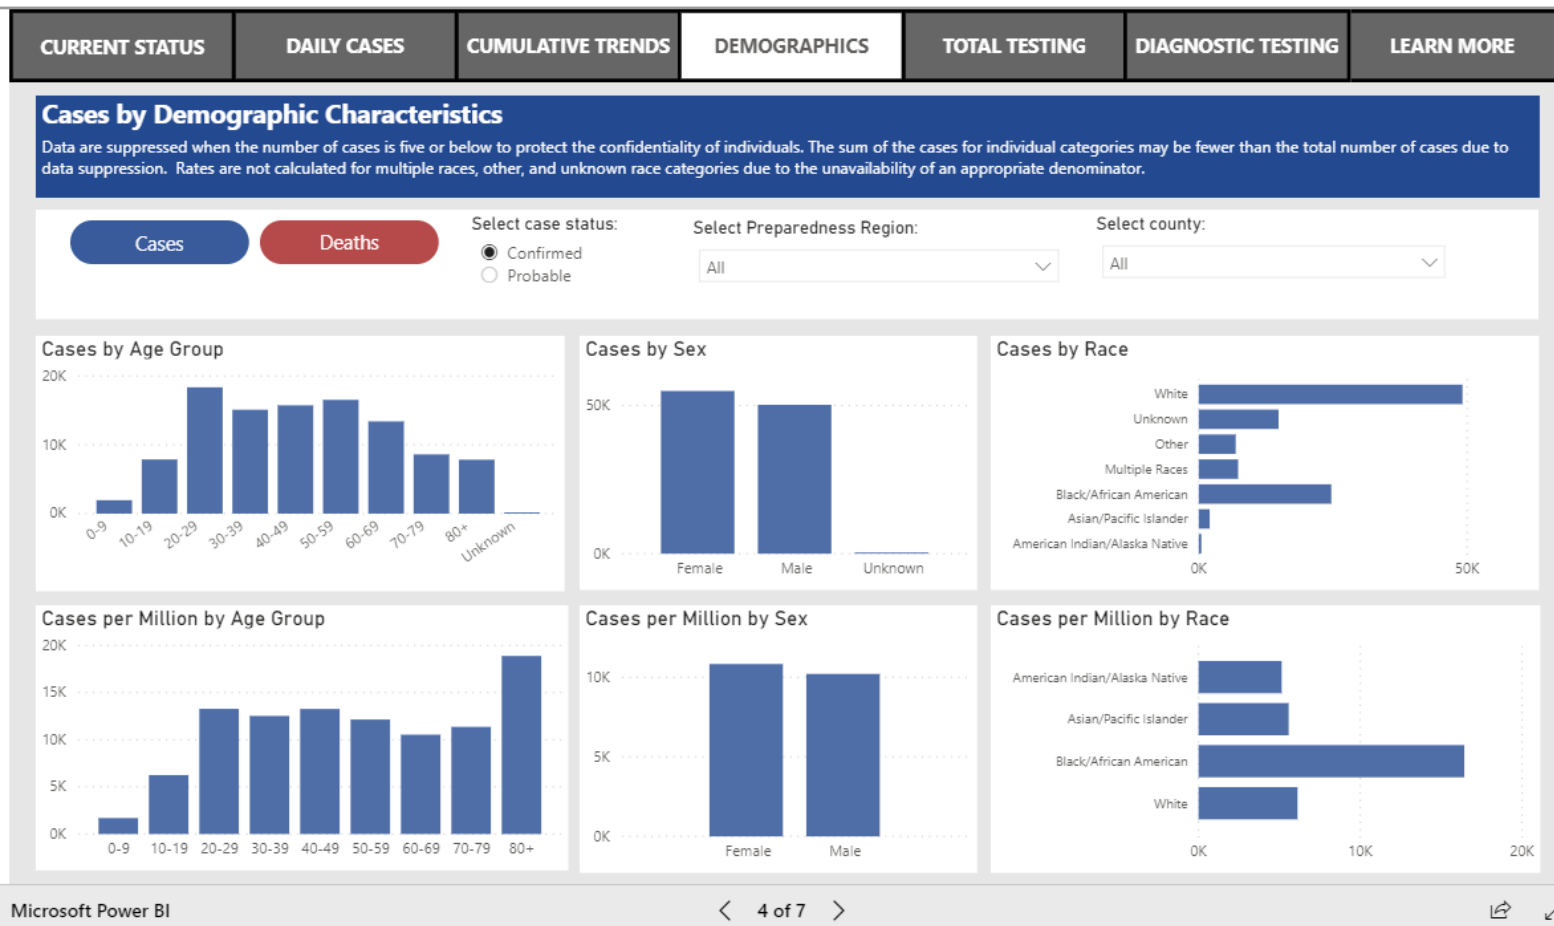 CURRENT STATUS
DAILY CASES
CUMULATIVE TRENDS
DEMOGRAPHICS
TOTAL TESTING
DIAGNOSTIC TESTING
LEARN MORE
Cases by Demographic Characteristics
Data are suppressed when the number of cases is five or below to protect the confidentiality of individuals. The sum of the cases for individual categories may be fewer than the total number of cases due to
data suppression.  Rates are not calculated for multiple races, other, and unknown race categories due to the unavailability of an appropriate denominator.
Cases
Deaths
Select case status:
Confirmed
Probable
Select Preparedness Region:
All
Select county:
All
Cases by Age Group
20K
10K
0K
0-9
10-19
20-29
30-39
40-49
50-59
60-69
70-79
80+
Unknown
Cases by Sex
50K
0K
Female
Male
Unknown
Cases by Race
White
Unknown
Other
Multiple Races
Black/African American
Asian/Pacific Islander
American Indian/Alaska Native
0K
50K
Cases per Million by Age Group
20K
15K
10K
5K
0K
0-9
10-19
20-29
30-39
40-49
50-59
60-69
70-79
80+
Cases per Million by Sex
10K
5K
0K
Female
Male
Cases per Million by Race
American Indian/Alaska Native
Asian/Pacific Islander
Black/African American
White
0K
10K
20K
Microsoft Power BI
4 of 7